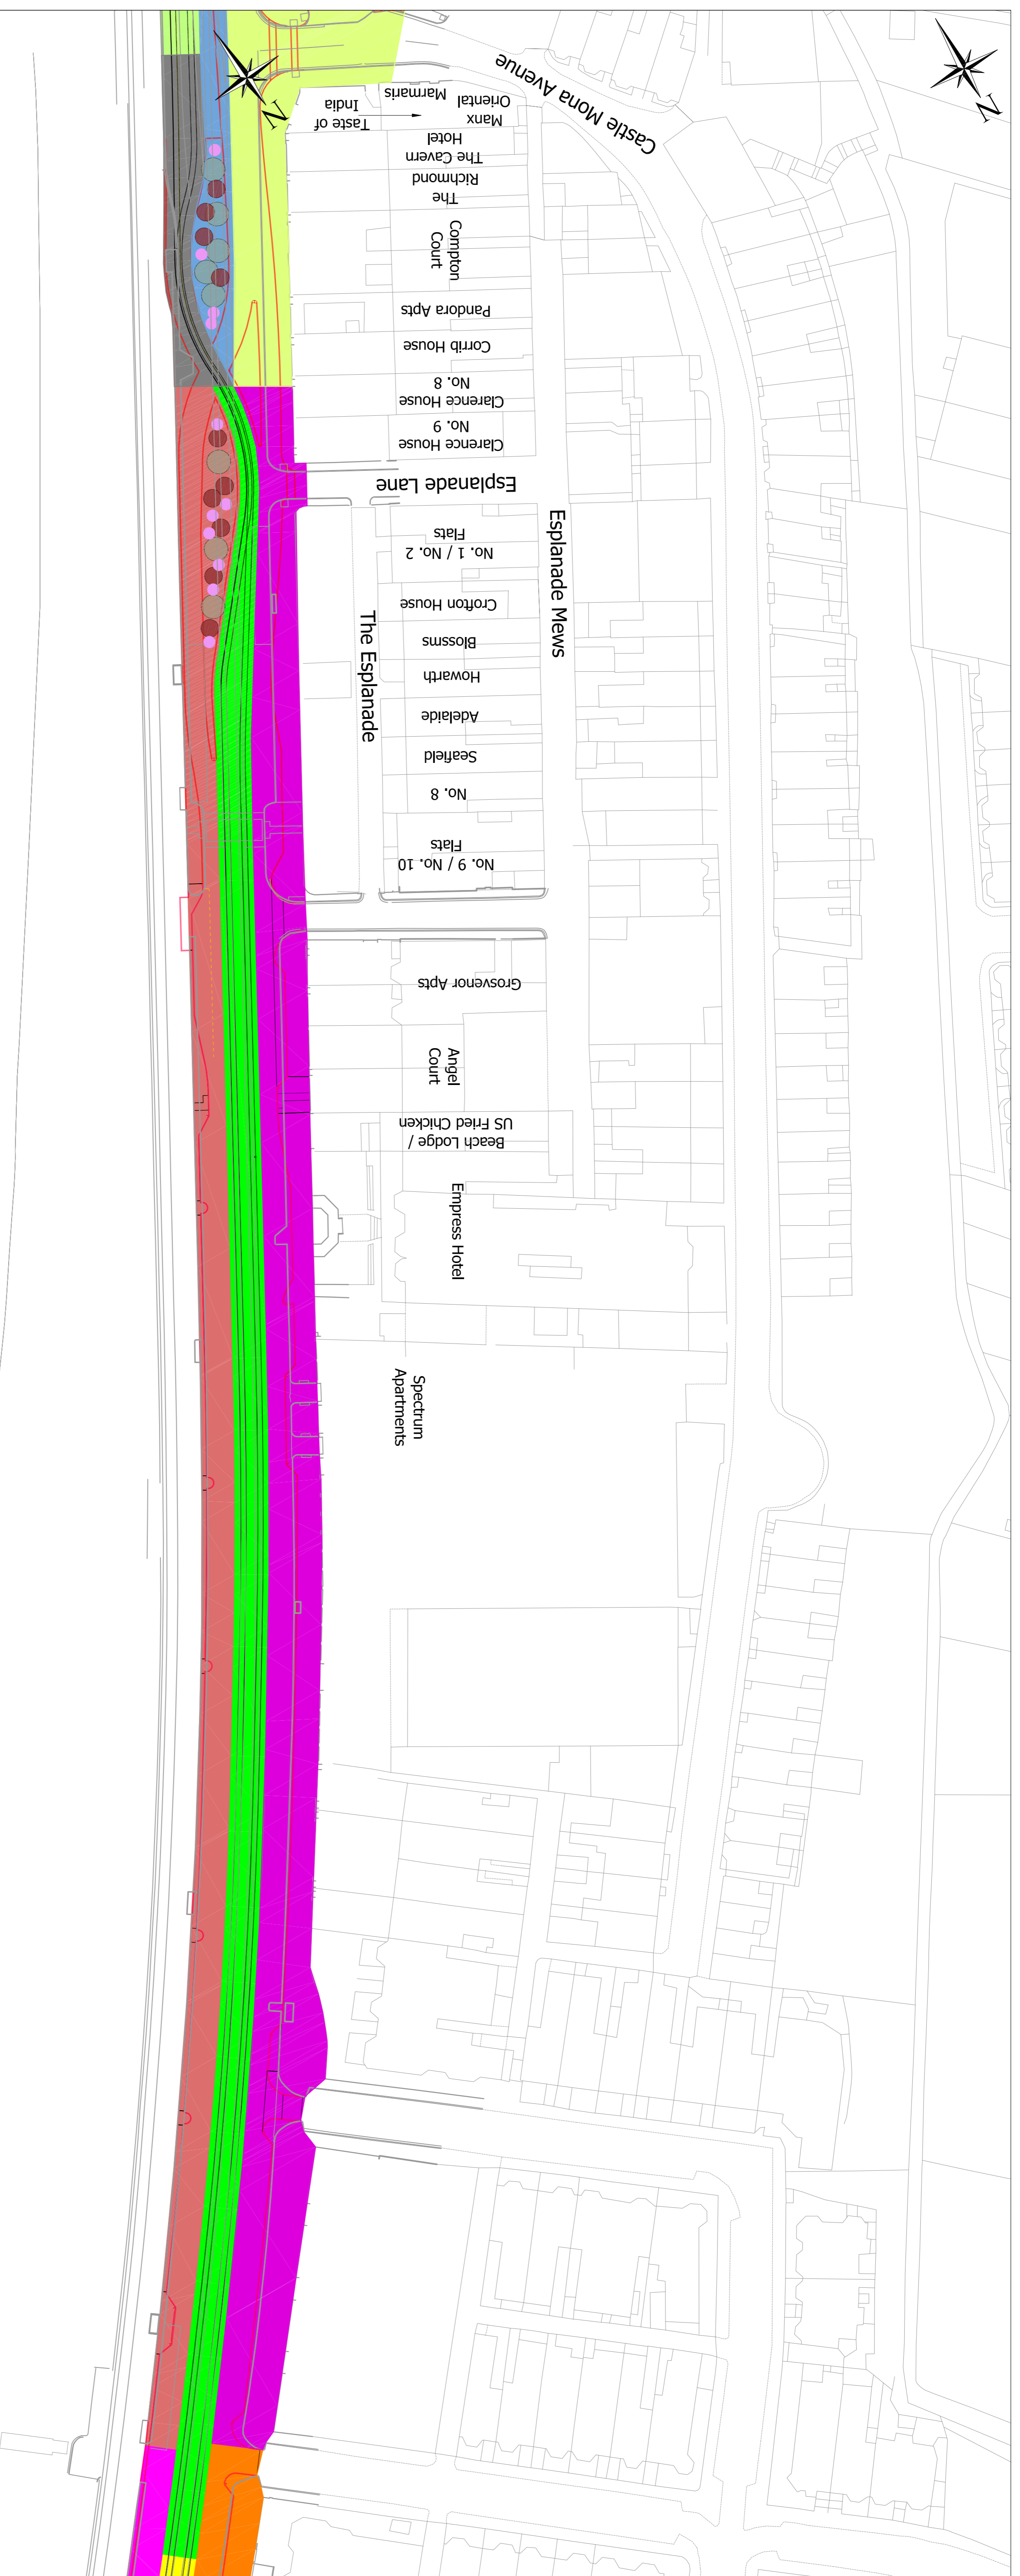 N
N
Castle Mona Avenue
Marmaris
Oriental
Manx
Taste of
India
The Cavern
Hotel
The
Richmond
Compton
Court
Pandora Apts
Corrib House
Clarence House
No. 8
Clarence House
No. 9
Esplanade Lane
Esplanade Mews
The Esplanade
No. 1 / No. 2
Flats
Crofton House
Blossms
Howarth
Adelaide
Seafield
No. 8
No. 9 / No. 10
Flats
Grosvenor Apts
Angel
Court
Beach Lodge /
US Fried Chicken
Empress Hotel
Spectrum
Apartments